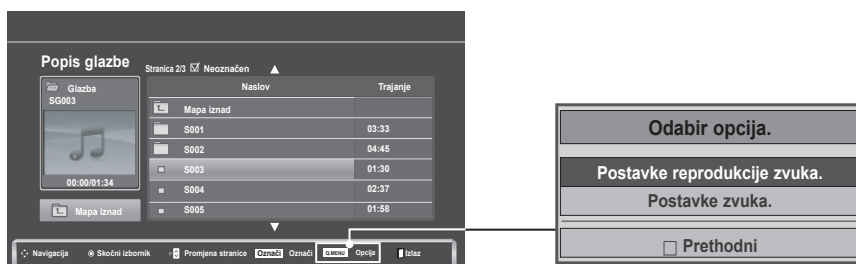 Popis glazbe
Stranica 2/3 ☑ Neoznačen
Glazba
SG003
00:00/01:34
Mapa iznad
Naslov Trajanje
Mapa iznad
S001 03:33
S002 04:45
S003 01:30
S004 02:37
S005 01:58
Navigacija Skočni izbornik P Promjena stranice Označi Označi Q.MENU Opcija Izlaz
Odabir opcija.
Postavke reprodukcije zvuka.
Postavke zvuka.
□ Prethodni